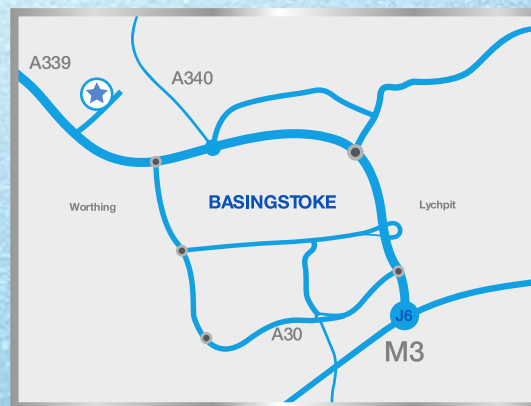 A339
A340
BASINGSTOKE
Worthing
Lychpit
A30
J6
M3